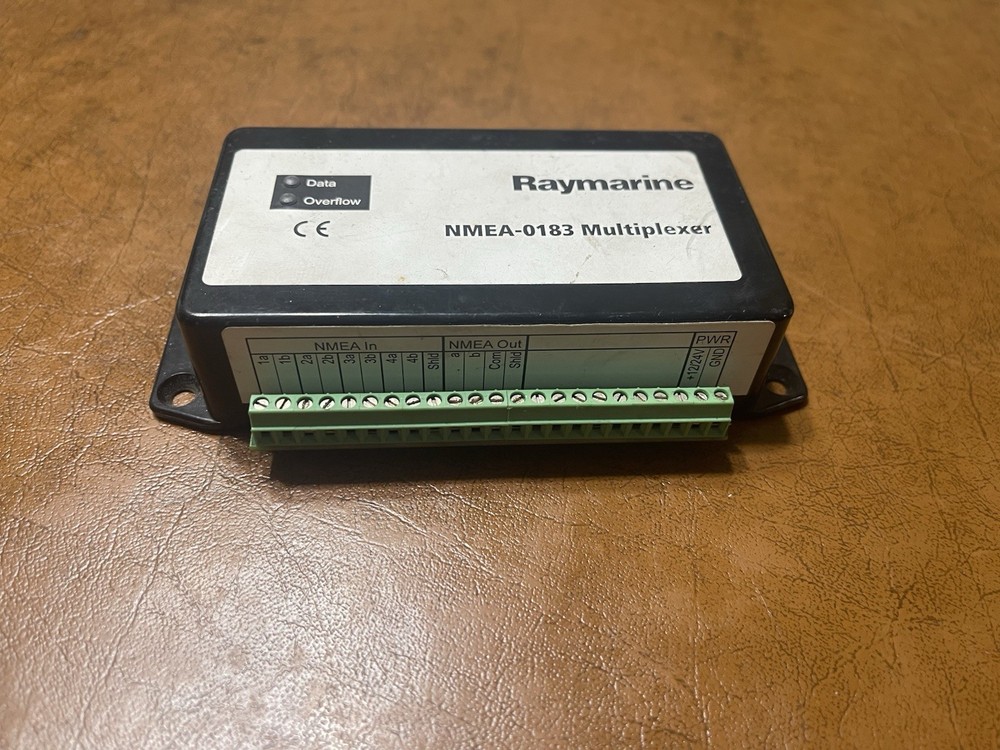 Data
Overflow
CE
Raymarine
NMEA-0183 Multiplexer
NMEA In
NMEA Out
PWR
1a
1b
2a
2b
3a
3b
4a
4b
Shld
a
b
Com
Shld
+12/24V
GND